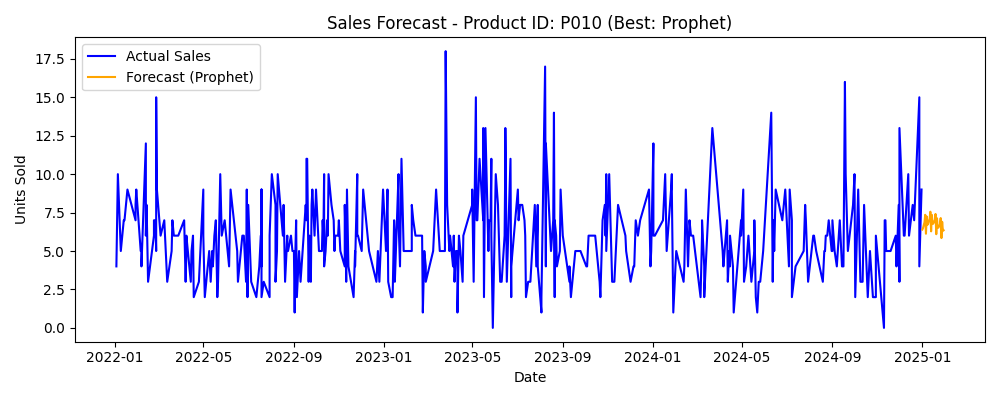 Sales Forecast - Product ID: P010 (Best: Prophet)
Actual Sales
Forecast (Prophet)
17.5
15.0
12.5
10.0
7.5
5.0
2.5
0.0
Units Sold
2022-01 2022-05 2022-09 2023-01 2023-05 2023-09 2024-01 2024-05 2024-09 2025-01
Date